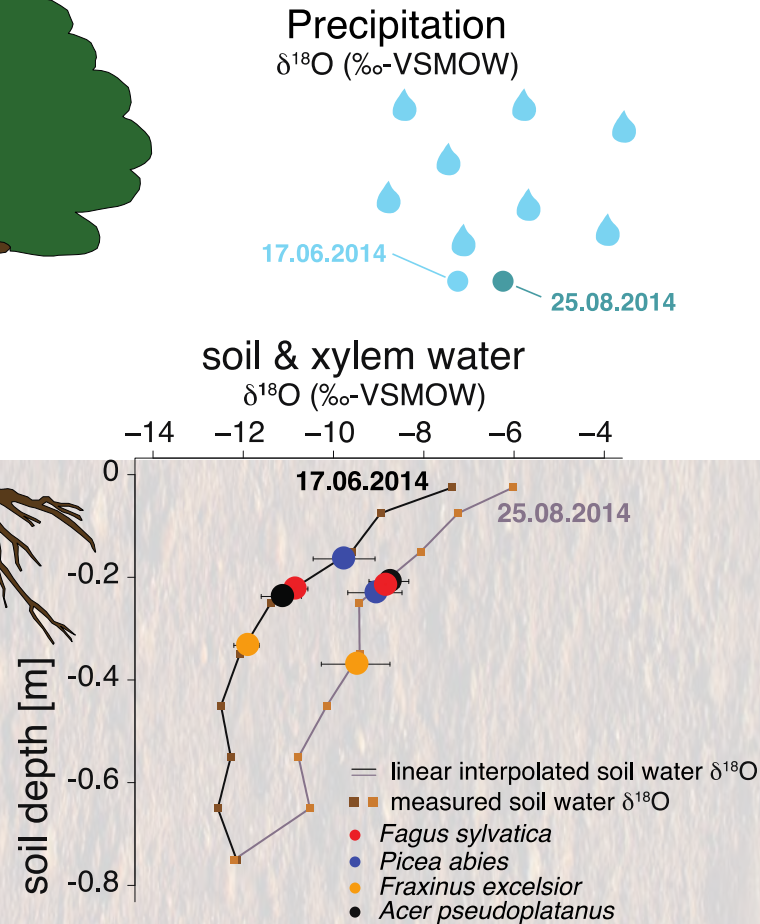 Precipitation
δ¹⁸O (‰-VSMOW)
17.06.2014
25.08.2014
soil & xylem water
δ¹⁸O (‰-VSMOW)
−14 −12 −10 −8 −6 −4
0
17.06.2014
25.08.2014
-0.2
-0.4
-0.6
-0.8
soil depth [m]
linear interpolated soil water δ¹⁸O
measured soil water δ¹⁸O
Fagus sylvatica
Picea abies
Fraxinus excelsior
Acer pseudoplatanus